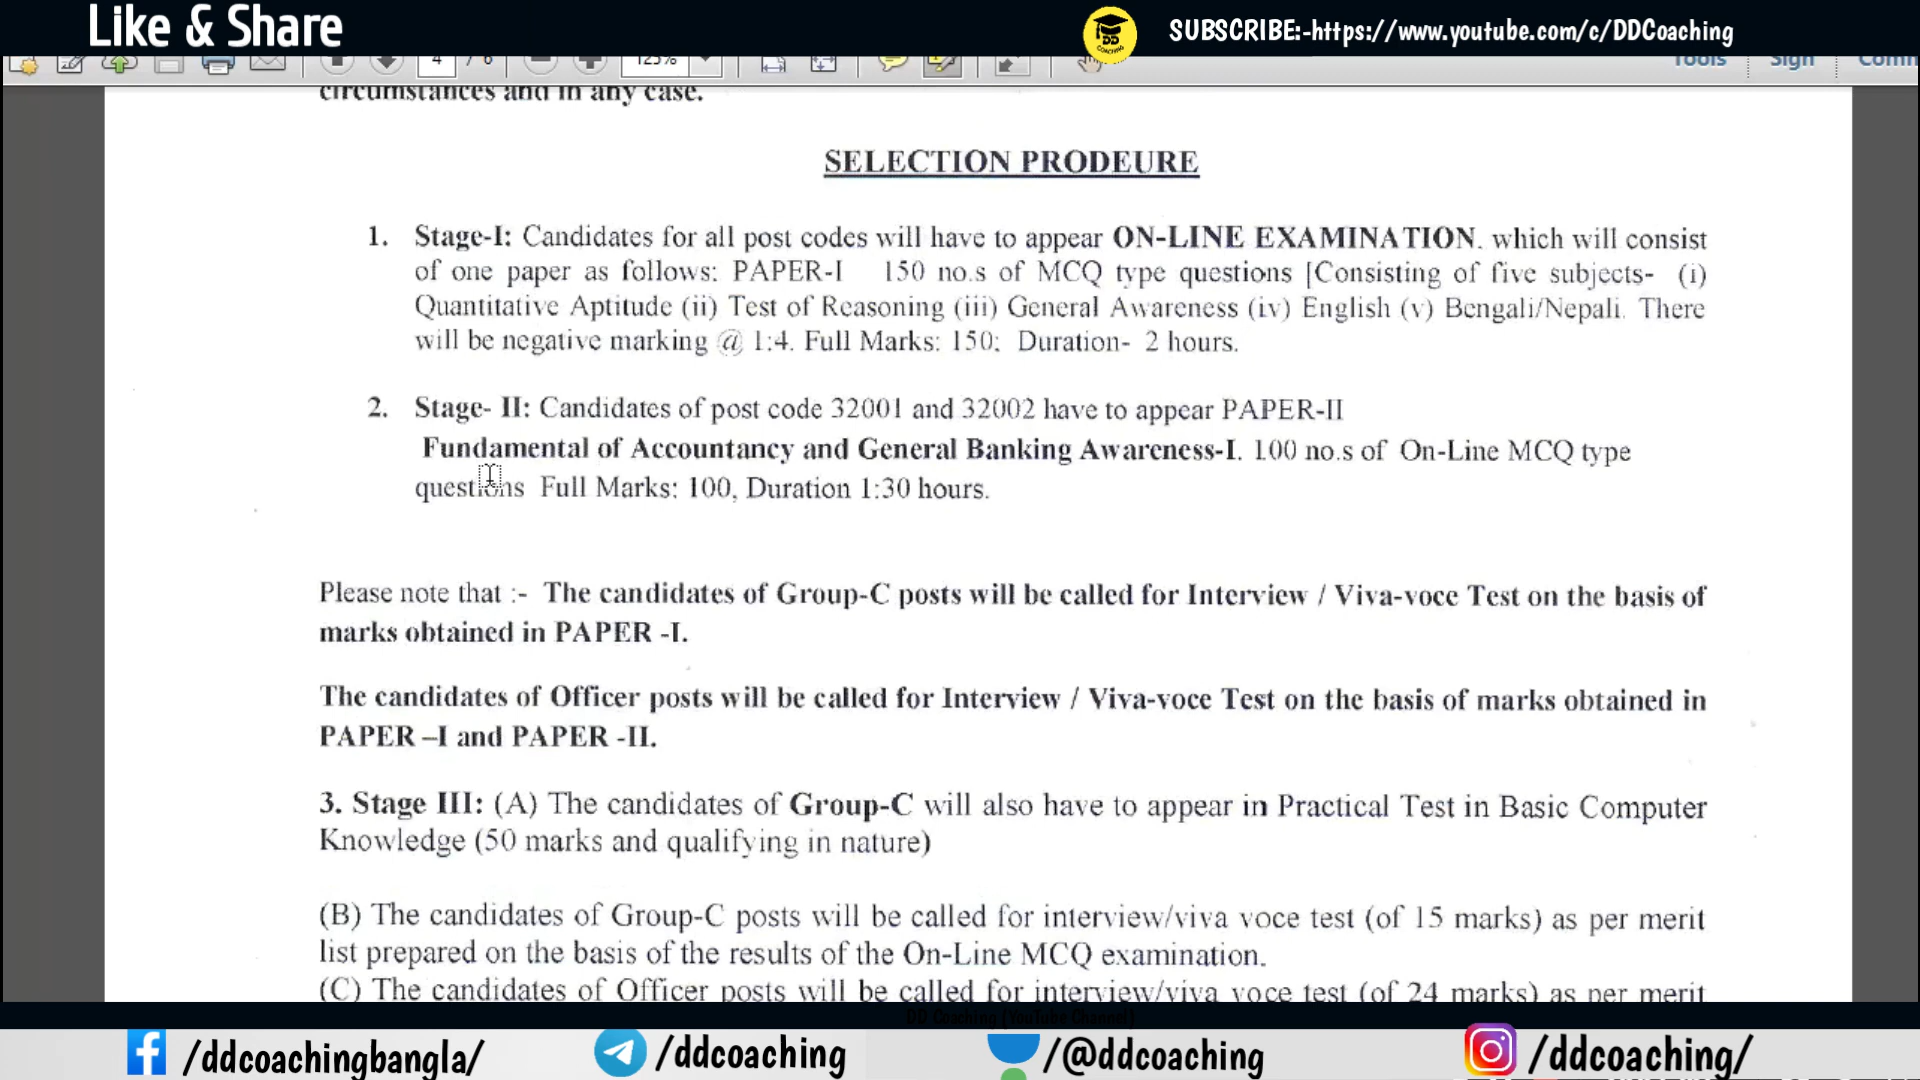 Like & Share
SUBSCRIBE:-https://www.youtube.com/c/DDCoaching
4 / 6
125%
Tools
Sign
Comm
circumstances and in any case.
SELECTION PRODEURE
1. Stage-I: Candidates for all post codes will have to appear ON-LINE EXAMINATION. which will consist
of one paper as follows: PAPER-I 150 no.s of MCQ type questions [Consisting of five subjects- (i)
Quantitative Aptitude (ii) Test of Reasoning (iii) General Awareness (iv) English (v) Bengali/Nepali. There
will be negative marking @ 1:4. Full Marks: 150; Duration- 2 hours.
2. Stage- II: Candidates of post code 32001 and 32002 have to appear PAPER-II
Fundamental of Accountancy and General Banking Awareness-I. 100 no.s of On-Line MCQ type
questions Full Marks: 100, Duration 1:30 hours.
Please note that :- The candidates of Group-C posts will be called for Interview / Viva-voce Test on the basis of
marks obtained in PAPER -I.
The candidates of Officer posts will be called for Interview / Viva-voce Test on the basis of marks obtained in
PAPER –I and PAPER -II.
3. Stage III: (A) The candidates of Group-C will also have to appear in Practical Test in Basic Computer
Knowledge (50 marks and qualifying in nature)
(B) The candidates of Group-C posts will be called for interview/viva voce test (of 15 marks) as per merit
list prepared on the basis of the results of the On-Line MCQ examination.
(C) The candidates of Officer posts will be called for interview/viva voce test (of 24 marks) as per merit
DD Coaching (YouTube Channel)
/ddcoachingbangla/
/ddcoaching
/@ddcoaching
/ddcoaching/